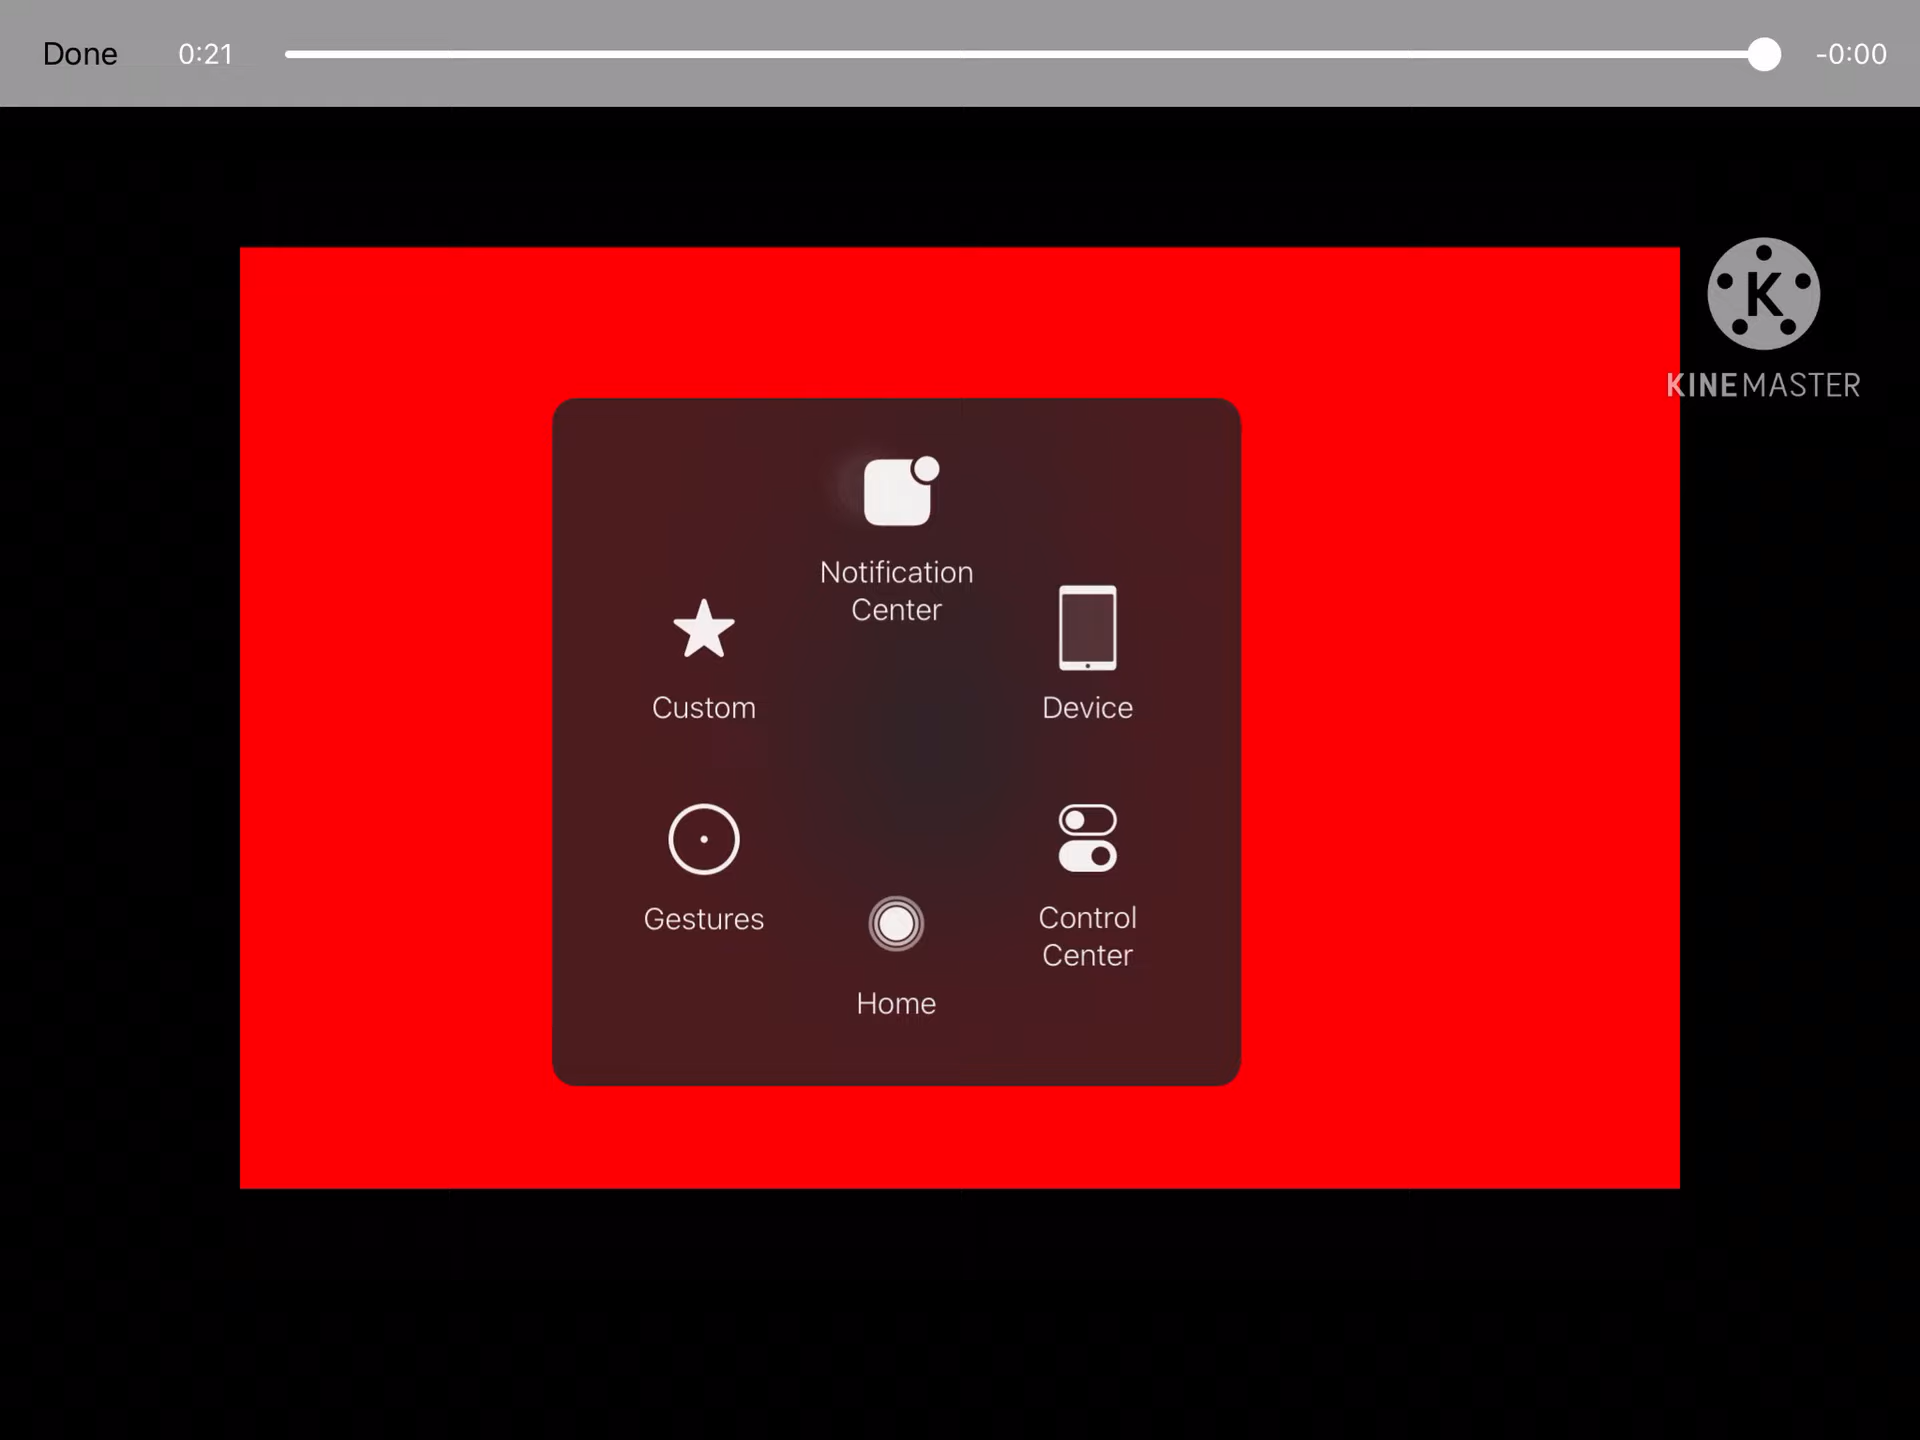 Done 0:21 -0:00
K
KINEMASTER
Notification
Center
Custom
Device
Gestures
Control
Center
Home